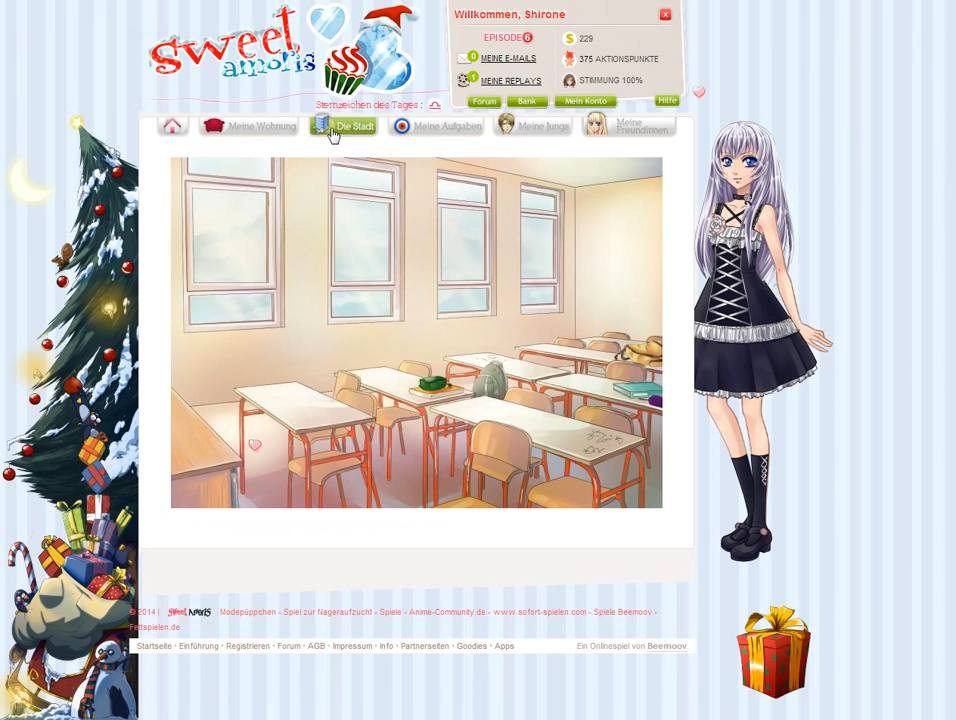 sweet
amoris
Willkommen, Shirone
x
EPISODE 6
$ 229
0 MEINE E-MAILS
375 AKTIONSPUNKTE
1 MEINE REPLAYS
STIMMUNG 100%
Forum
Bank
Mein Konto
Hilfe
Sternzeichen des Tages :
Meine Wohnung
Die Stadt
Meine Aufgaben
Meine Jungs
Meine
Freundinnen
© 2014 | Sweet Amoris Modepüppchen - Spiel zur Nageraufzucht - Spiele - Anime-Community.de - www.sofort-spielen.com - Spiele Beemoov -
Fettspielen.de
Startseite · Einführung · Registrieren · Forum · AGB · Impressum · Info · Partnerseiten · Goodies · Apps
Ein Onlinespiel von Beemoov.